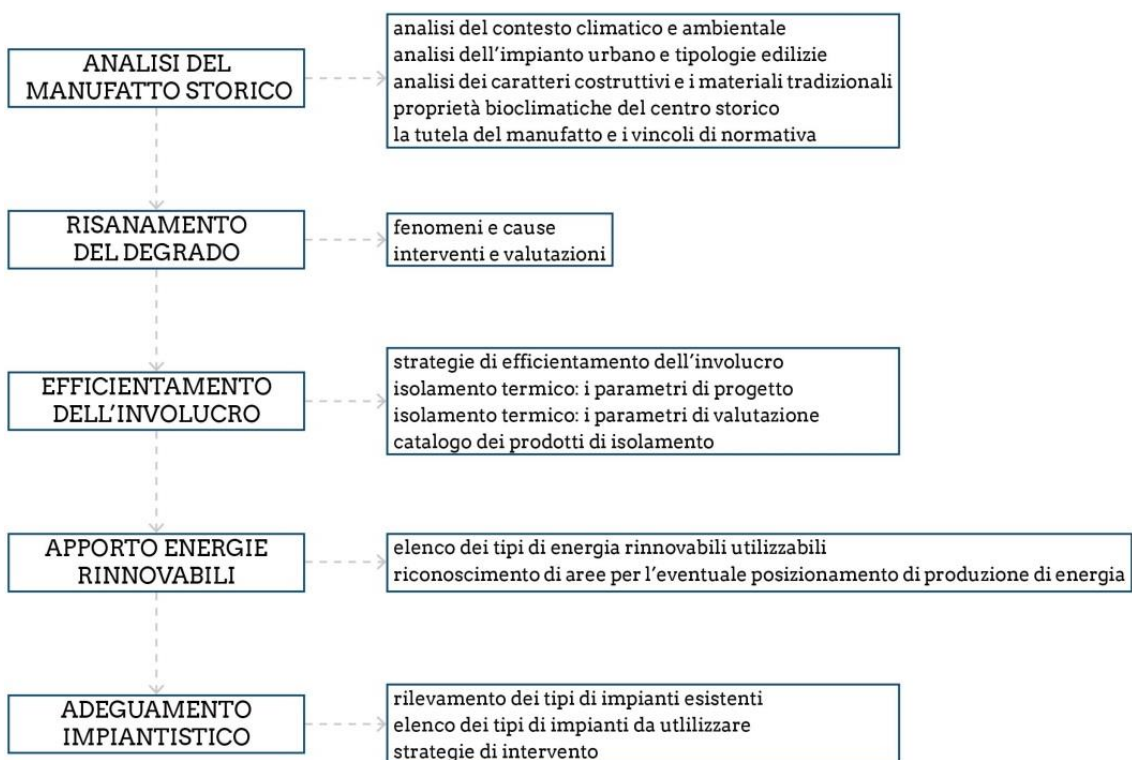 ANALISI DEL
MANUFATTO STORICO
analisi del contesto climatico e ambientale
analisi dell'impianto urbano e tipologie edilizie
analisi dei caratteri costruttivi e i materiali tradizionali
proprietà bioclimatiche del centro storico
la tutela del manufatto e i vincoli di normativa
RISANAMENTO
DEL DEGRADO
fenomeni e cause
interventi e valutazioni
EFFICIENTAMENTO
DELL'INVOLUCRO
strategie di efficientamento dell'involucro
isolamento termico: i parametri di progetto
isolamento termico: i parametri di valutazione
catalogo dei prodotti di isolamento
APPORTO ENERGIE
RINNOVABILI
elenco dei tipi di energia rinnovabili utilizzabili
riconoscimento di aree per l'eventuale posizionamento di produzione di energia
ADEGUAMENTO
IMPIANTISTICO
rilevamento dei tipi di impianti esistenti
elenco dei tipi di impianti da utlilizzare
strategie di intervento